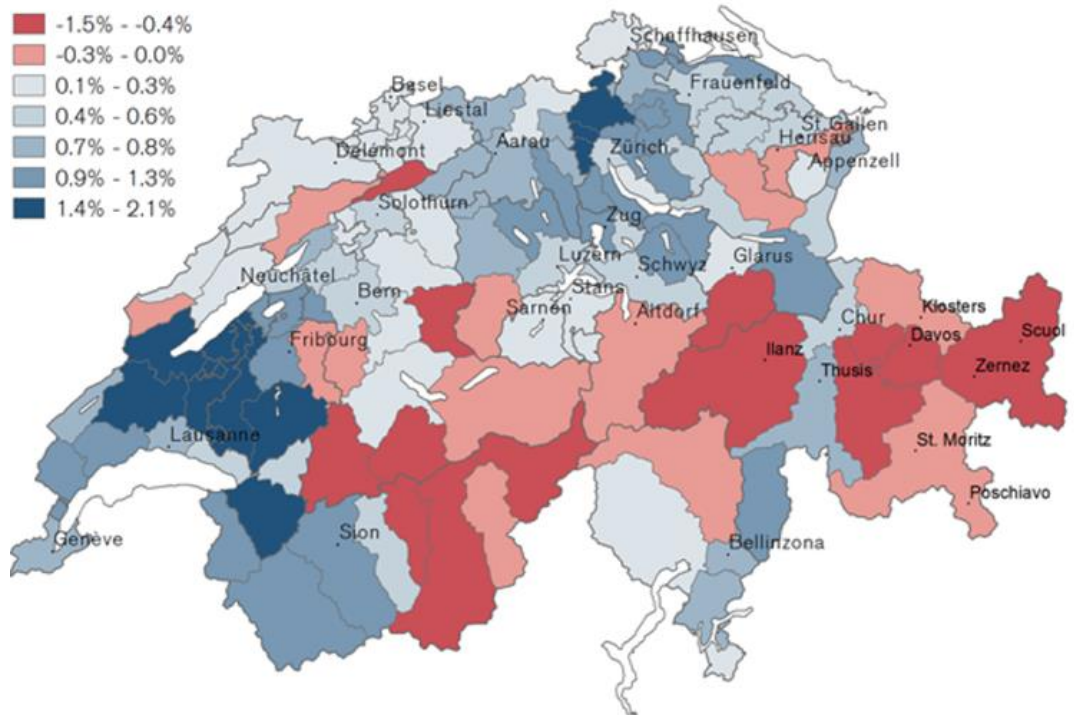 -1.5% - -0.4%
-0.3% - 0.0%
0.1% - 0.3%
0.4% - 0.6%
0.7% - 0.8%
0.9% - 1.3%
1.4% - 2.1%
Schaffhausen
Basel
Frauenfeld
Liestal
St.Gallen
Herisau
Aarau
Zürich
Delémont
Appenzell
Solothurn
Zug
Luzern
Glarus
Schwyz
Neuchâtel
Bern
Stans
Sarnen
Altdorf
Klosters
Chur
Davos
Scuol
Fribourg
Ilanz
Thusis
Zernez
Lausanne
St. Moritz
Poschiavo
Sion
Genève
Bellinzona